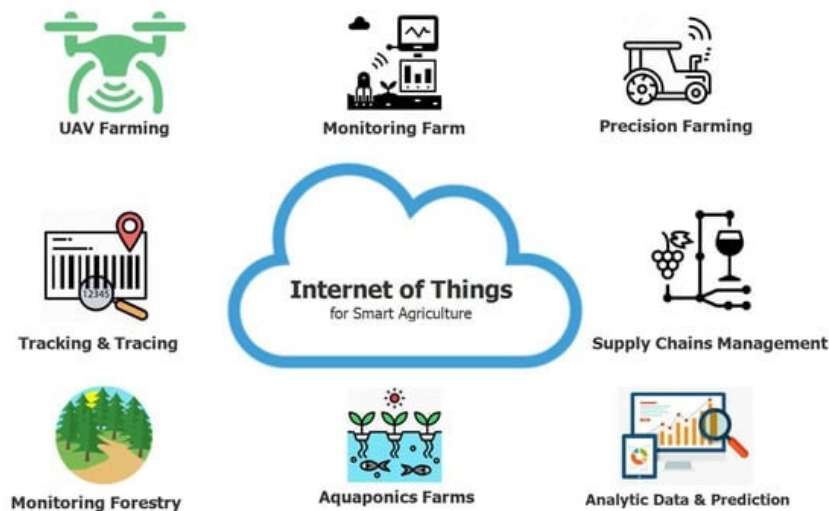 UAV Farming
Monitoring Farm
Precision Farming
Internet of Things
for Smart Agriculture
12345
Tracking & Tracing
Supply Chains Management
Monitoring Forestry
Aquaponics Farms
Analytic Data & Prediction